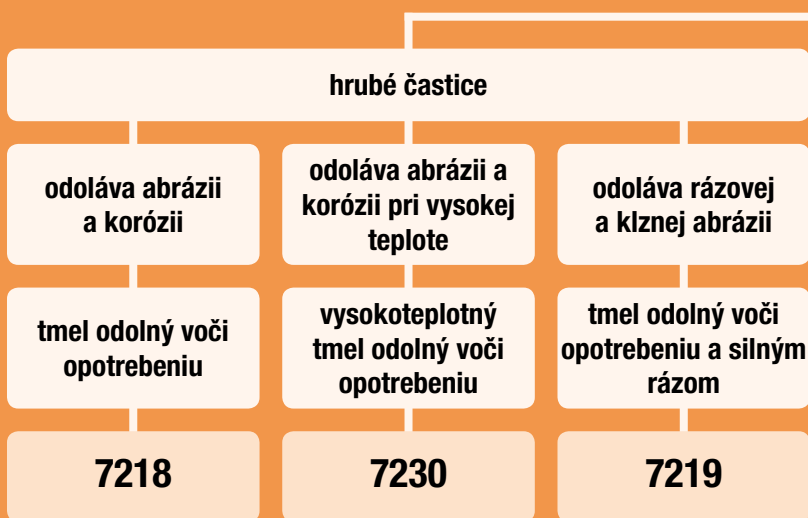 hrubé častice
odoláva abrázii
a korózii
odoláva abrázii a
korózii pri vysokej
teplote
odoláva rázovej
a klznej abrázii
tmel odolný voči
opotrebeniu
vysokoteplotný
tmel odolný voči
opotrebeniu
tmel odolný voči
opotrebeniu a silným
rázom
7218
7230
7219